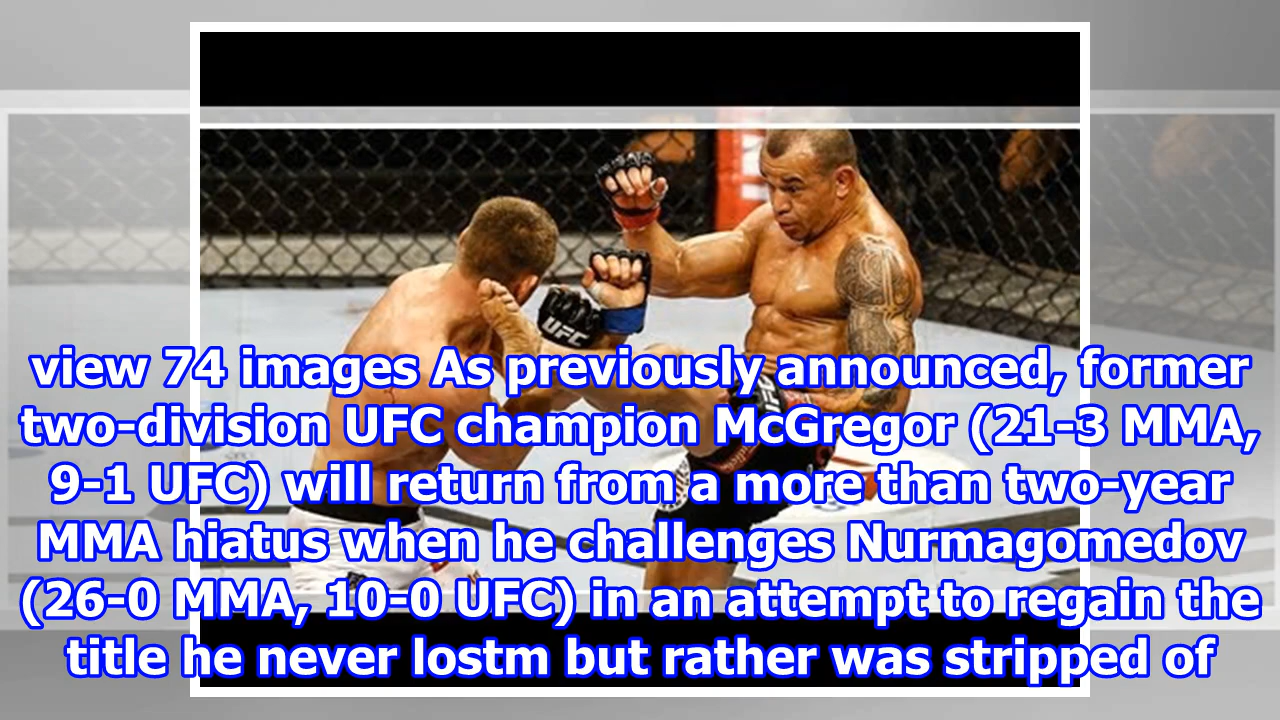 UFC
view 74 images As previously announced, former
two-division UFC champion McGregor (21-3 MMA,
9-1 UFC) will return from a more than two-year
MMA hiatus when he challenges Nurmagomedov
(26-0 MMA, 10-0 UFC) in an attempt to regain the
title he never lostm but rather was stripped of